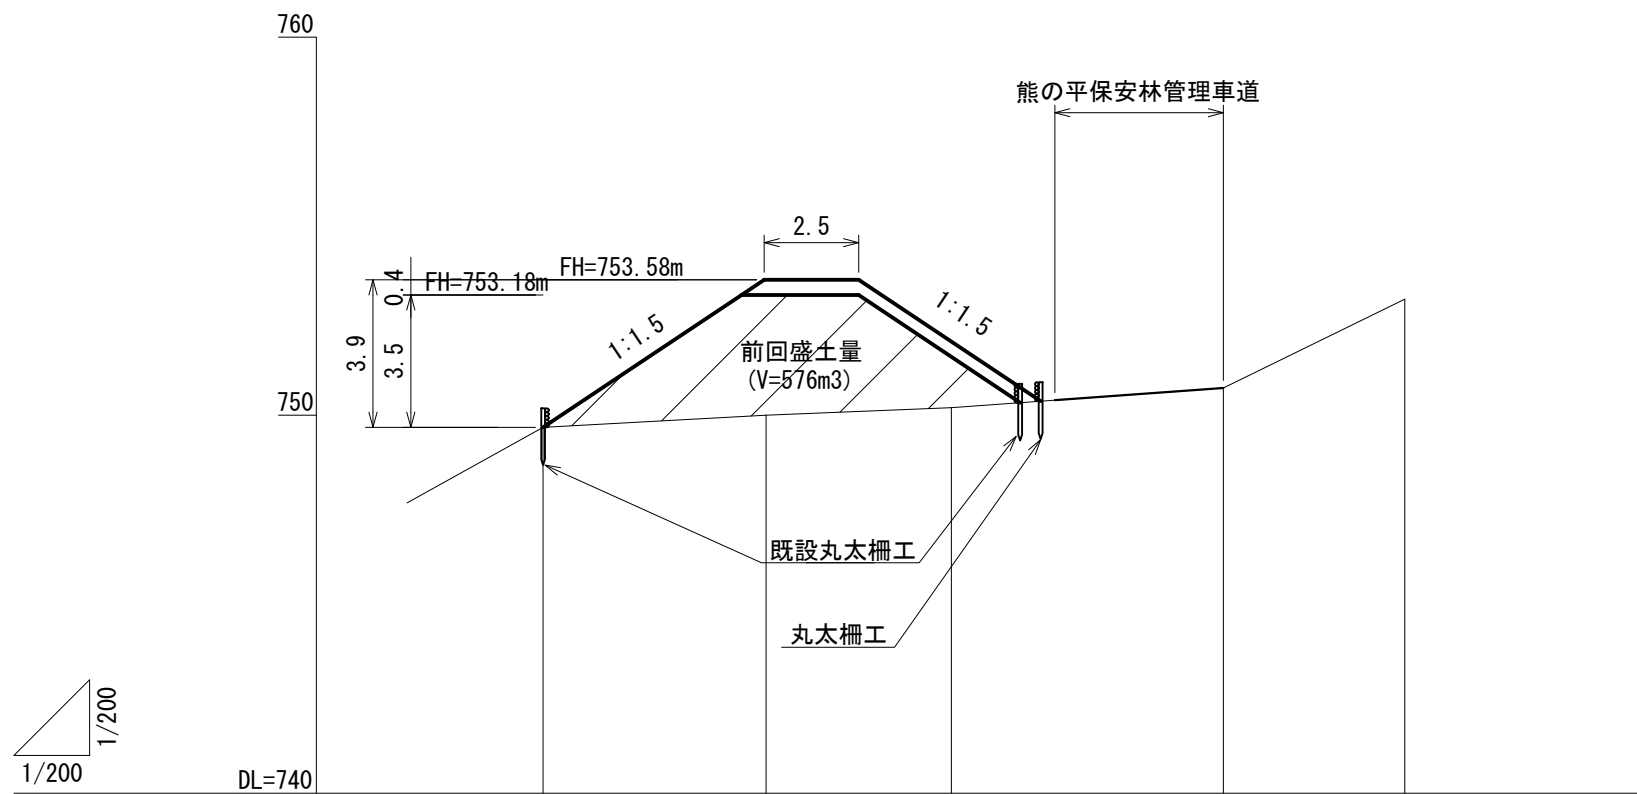 760
熊の平保安林管理車道
2.5
FH=753.58m
FH=753.18m
0.4
3.9
3.5
1:1.5
1:1.5
前回盛土量
(V=576m3)
750
既設丸太柵工
丸太柵工
1/200
1/200
DL=740